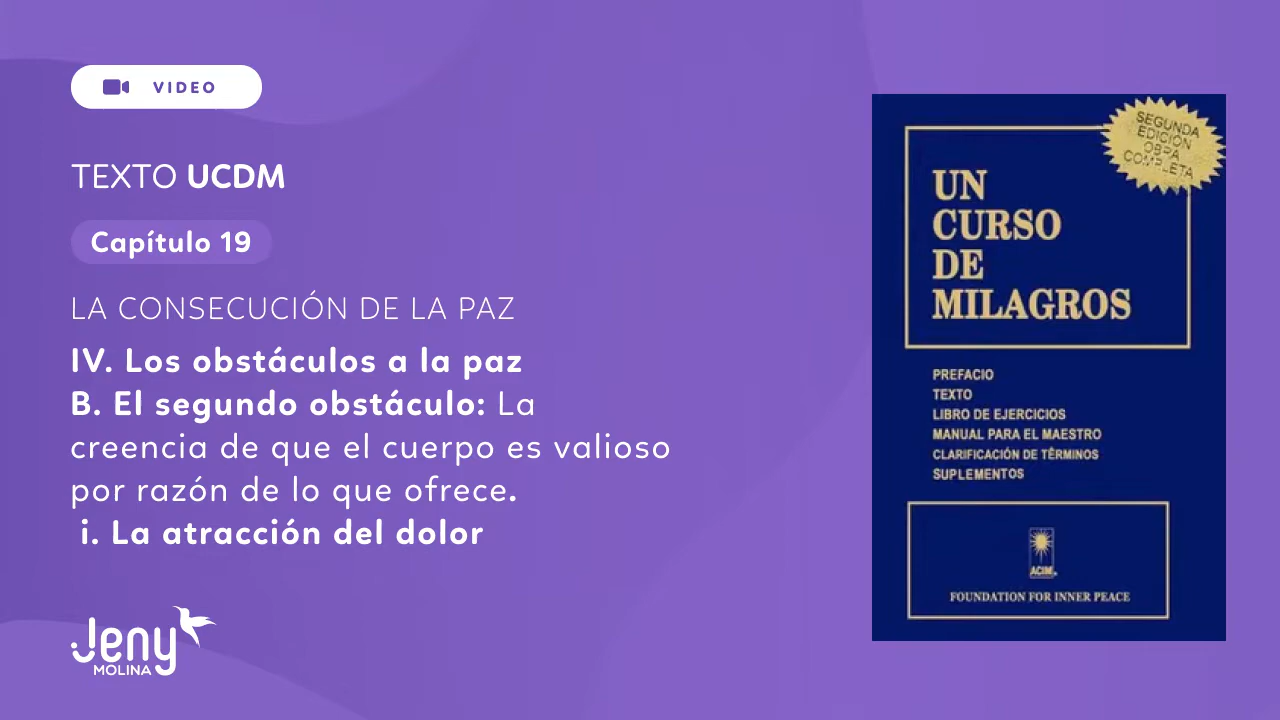 VIDEO
TEXTO UCDM
Capítulo 19
LA CONSECUCIÓN DE LA PAZ
IV. Los obstáculos a la paz
B. El segundo obstáculo: La
creencia de que el cuerpo es valioso
por razón de lo que ofrece.
i. La atracción del dolor
Jeny
MOLINA
SEGUNDA
EDICIÓN
OBRA
COMPLETA
UN
CURSO
DE
MILAGROS
PREFACIO
TEXTO
LIBRO DE EJERCICIOS
MANUAL PARA EL MAESTRO
CLARIFICACIÓN DE TÉRMINOS
SUPLEMENTOS
ACIM
FOUNDATION FOR INNER PEACE